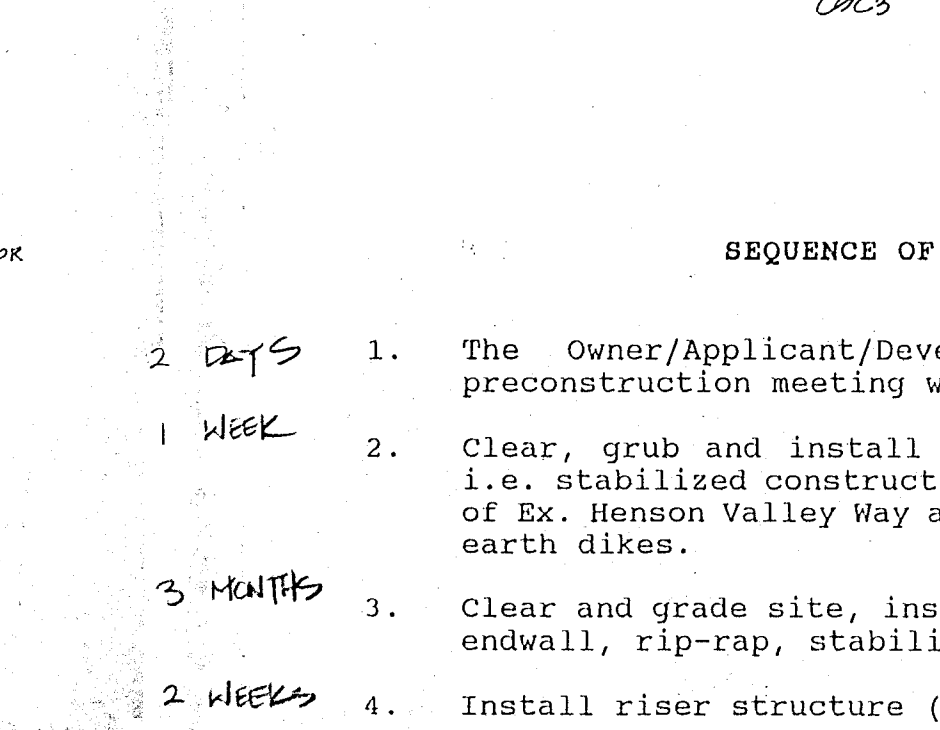 OR
SEQUENCE OF
2 DAYS 1. The Owner/Applicant/Deve
preconstruction meeting w
1 WEEK
2. Clear, grub and install
i.e. stabilized construct
of Ex. Henson Valley Way a
earth dikes.
3 MONTHS
3. Clear and grade site, ins
endwall, rip-rap, stabili
2 WEEKS 4. Install riser structure (